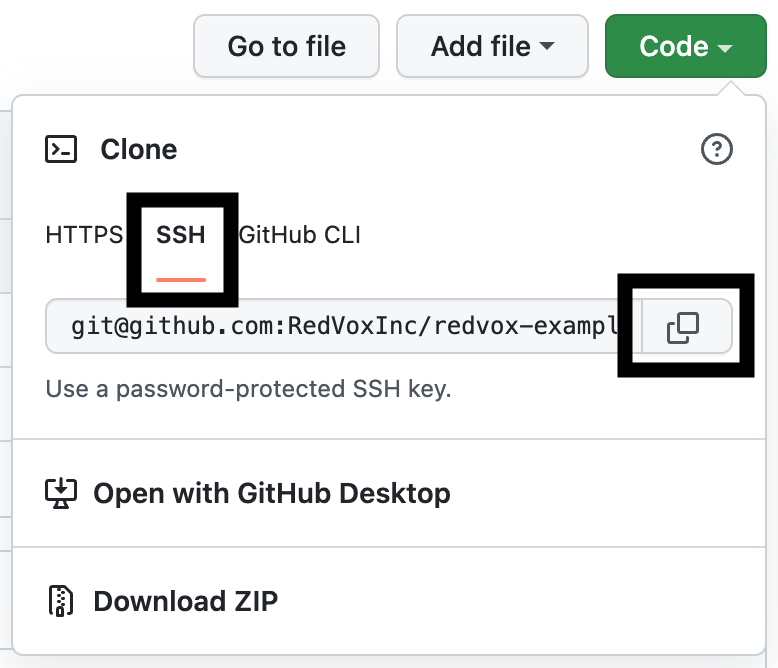 Go to file Add file Code
Clone
HTTPS SSH GitHub CLI
git@github.com:RedVoxInc/redvox-exampl
Use a password-protected SSH key.
Open with GitHub Desktop
Download ZIP